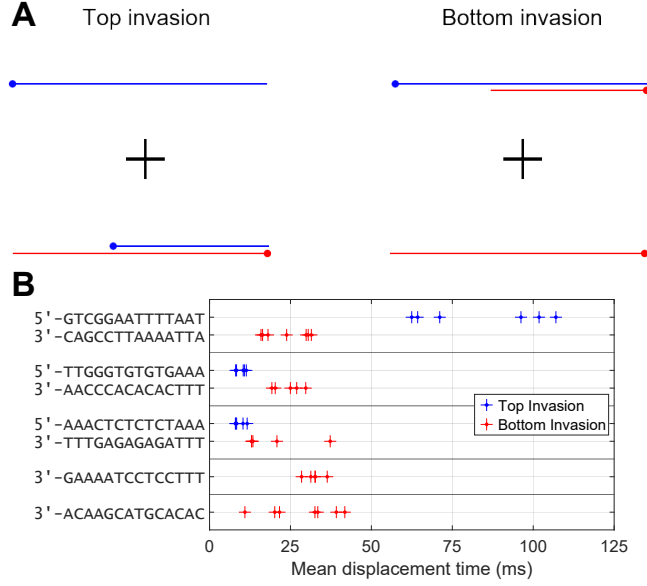 A
Top invasion
Bottom invasion
B
5'-GTCGGAATTTTAAT
3'-CAGCCTTAAAATTA
5'-TTGGGTGTGTGAAA
3'-AACCCACACACTTT
5'-AAACTCTCTCTAAA
3'-TTTGAGAGAGATTT
3'-GAAAATCCTCCTTT
3'-ACAAGCATGCACAC
Top Invasion
Bottom Invasion
0 25 50 75 100 125
Mean displacement time (ms)